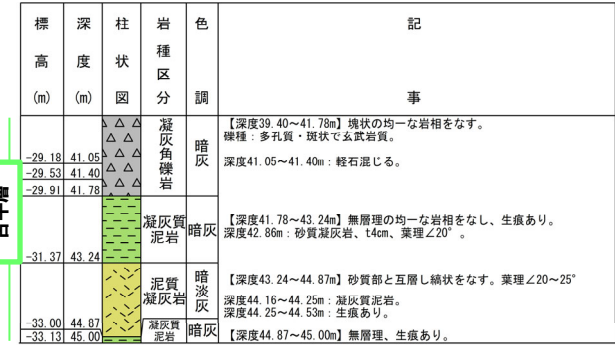 標高(m)
深度(m)
柱状図
岩種区分
色調
記事
-29.18 41.05
-29.53 41.40
-29.91 41.78
凝灰角礫岩
暗灰
【深度39.40~41.78m】塊状の均一な岩相をなす。
礫種:多孔質・斑状で玄武岩質。
深度41.05~41.40m:軽石混じる。
-31.37 43.24
凝灰質泥岩
暗灰
【深度41.78~43.24m】無層理の均一な岩相をなし、生痕あり。
深度42.86m:砂質凝灰岩、t4cm、葉理∠20°。
-33.00 44.87
泥質凝灰岩
暗淡灰
【深度43.24~44.87m】砂質部と互層し縞状をなす。葉理∠20~25°
深度44.16~44.25m:凝灰質泥岩。
深度44.25~44.53m:生痕あり。
-33.13 45.00
凝灰質泥岩
暗灰
【深度44.87~45.00m】無層理、生痕あり。